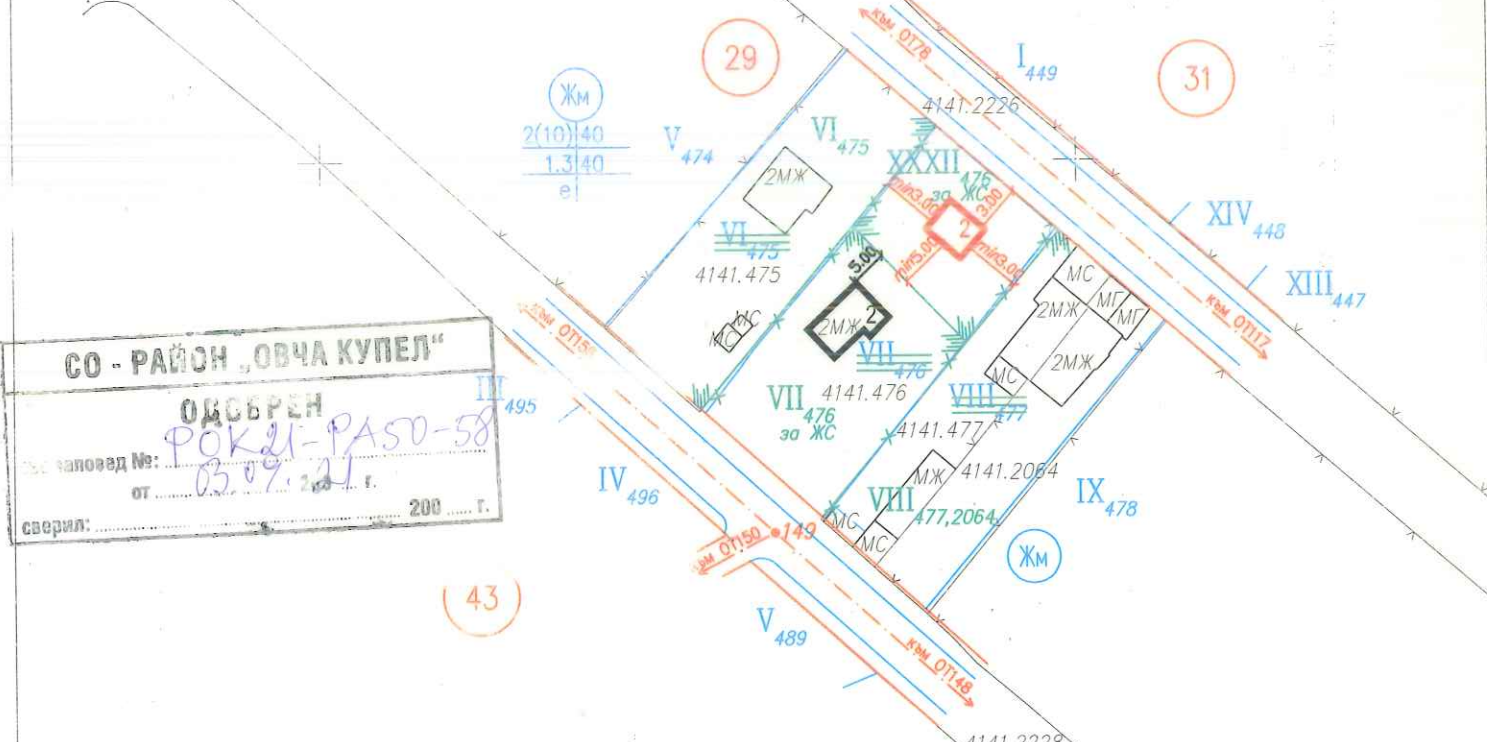 29
31
към ОТ78
I 449
4141.2226
Жм
2(10) 40
1.3 40
е
V 474
VI 475
2МЖ
XXXII 476
за ЖС
min3.00
3.00
2
min5.00
min3.00
XIV 448
XIII 447
към ОТ117
VI 475
4141.475
5.00
2МЖ 2
МС
МС
МС
МГ
2МЖ
МГ
2МЖ
МС
към ОТ150
VII 476
VII 476
за ЖС
4141.476
VIII 477
4141.477
4141.2064
МЖ
VIII 477,2064
МС
МС
IX 478
Жм
СО - РАЙОН „ОВЧА КУПЕЛ“
ОДОБРЕН
заповед №: РОК21-РА50-58
от 03.09. 21 г.
сверил: 200 г.
III 495
IV 496
към ОТ150
149
43
V 489
към ОТ148
4141.2228